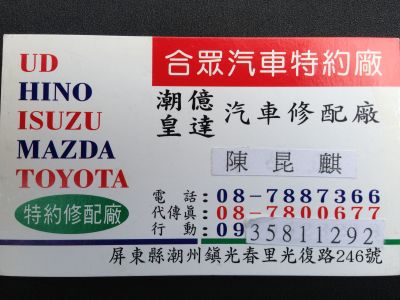 UD
HINO
ISUZU
MAZDA
TOYOTA
特約修配廠
合眾汽車特約廠
潮億
皇達
汽車修配廠
陳昆麒
電話:08-7887366
代傳真:08-7800677
行動:0935811292
屏東縣潮州鎮光春里光復路246號